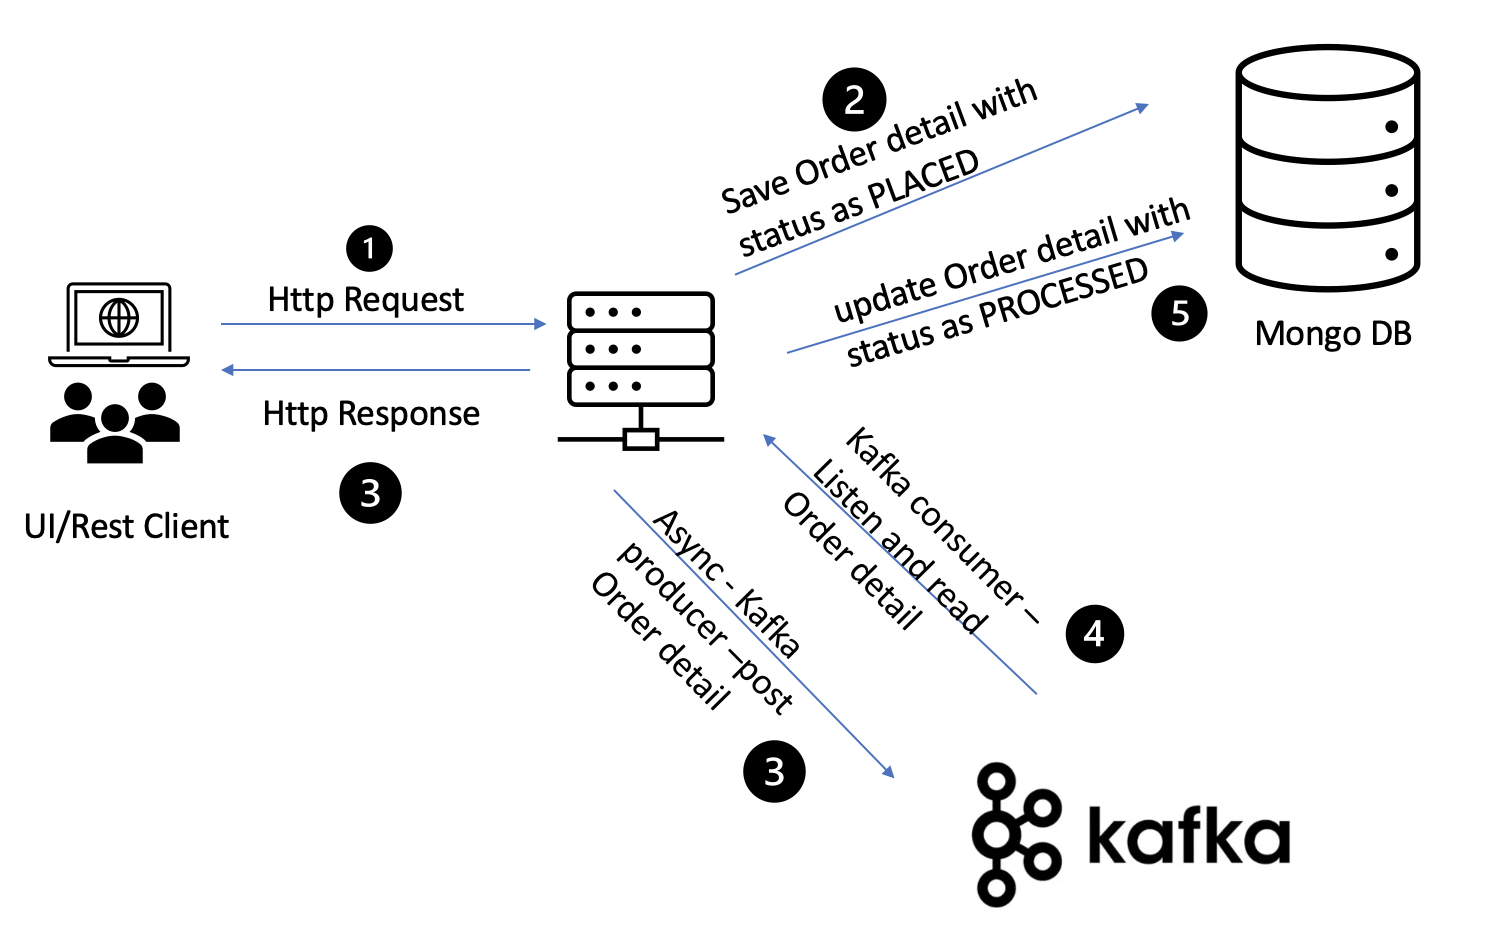 1
Http Request
Http Response
3
UI/Rest Client
2
Save Order detail with
status as PLACED
update Order detail with
status as PROCESSED
5
Mongo DB
Kafka consumer –
Listen and read
Order detail
4
Async - Kafka
producer –post
Order detail
3
kafka